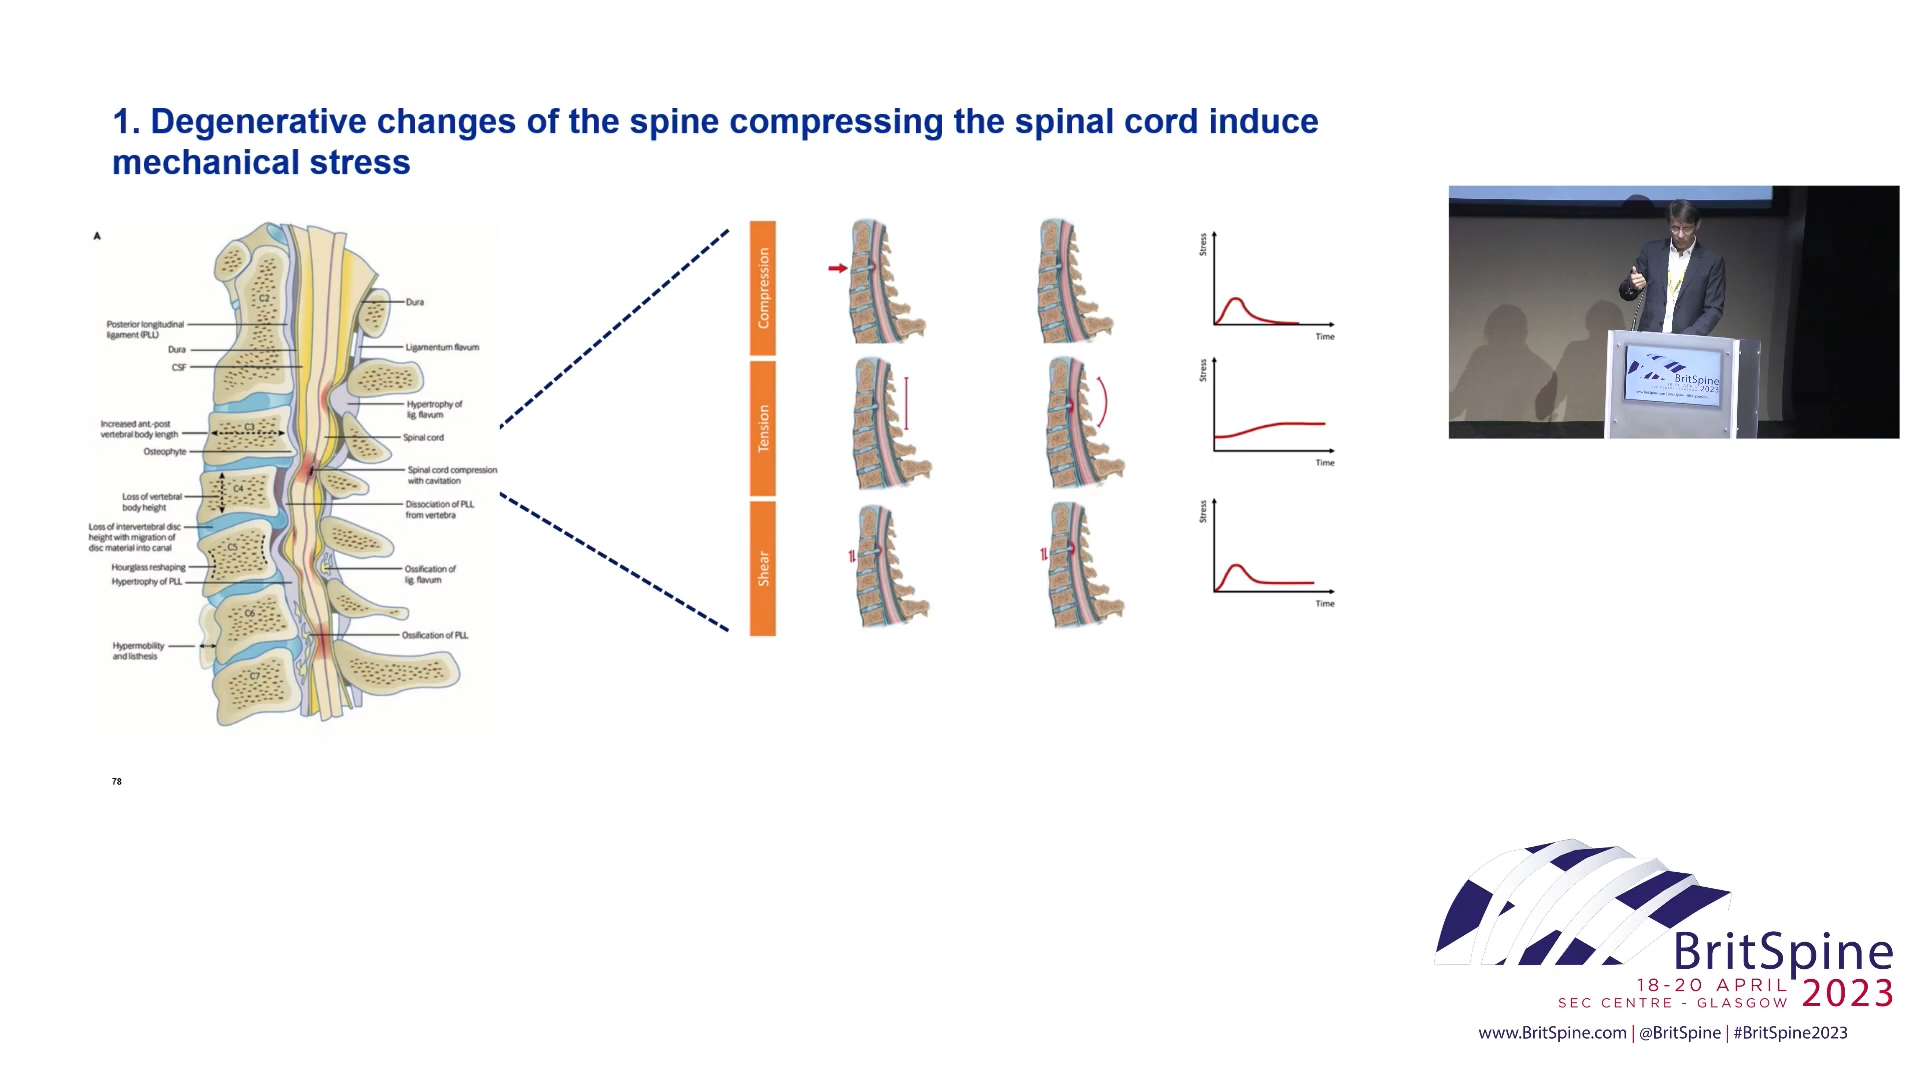 1. Degenerative changes of the spine compressing the spinal cord induce
mechanical stress
A
C2
Posterior longitudinal
ligament (PLL)
Dura
CSF
Increased ant.-post
vertebral body length
Osteophyte
Loss of vertebral
body height
Loss of intervertebral disc
height with migration of
disc material into canal
Hourglass reshaping
Hypertrophy of PLL
Hypermobility
and listhesis
C3
C4
C5
C6
C7
Dura
Ligamentum flavum
Hypertrophy of
lig. flavum
Spinal cord
Spinal cord compression
with cavitation
Dissociation of PLL
from vertebra
Ossification of
lig. flavum
Ossification of PLL
Compression
Stress
Time
Tension
Stress
Time
Shear
Stress
Time
78
BritSpine
2023
BritSpine
18-20 APRIL
SEC CENTRE - GLASGOW
2023
www.BritSpine.com | @BritSpine | #BritSpine2023